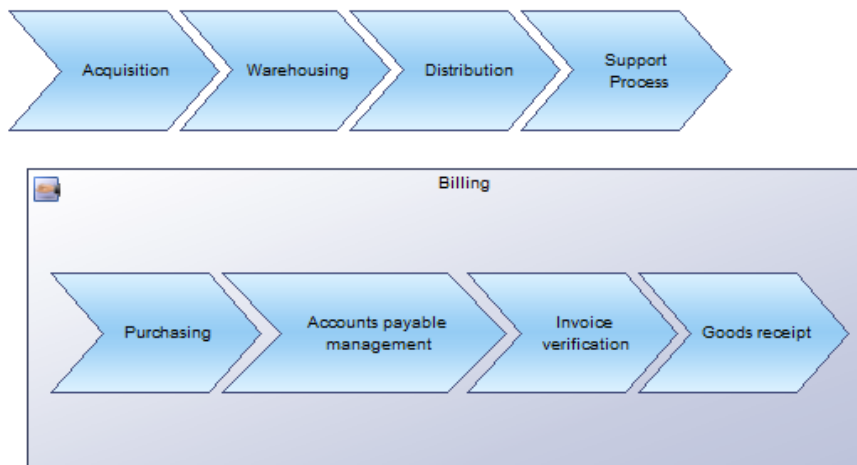 Acquisition
Warehousing
Distribution
Support
Process
Billing
Purchasing
Accounts payable
management
Invoice
verification
Goods receipt